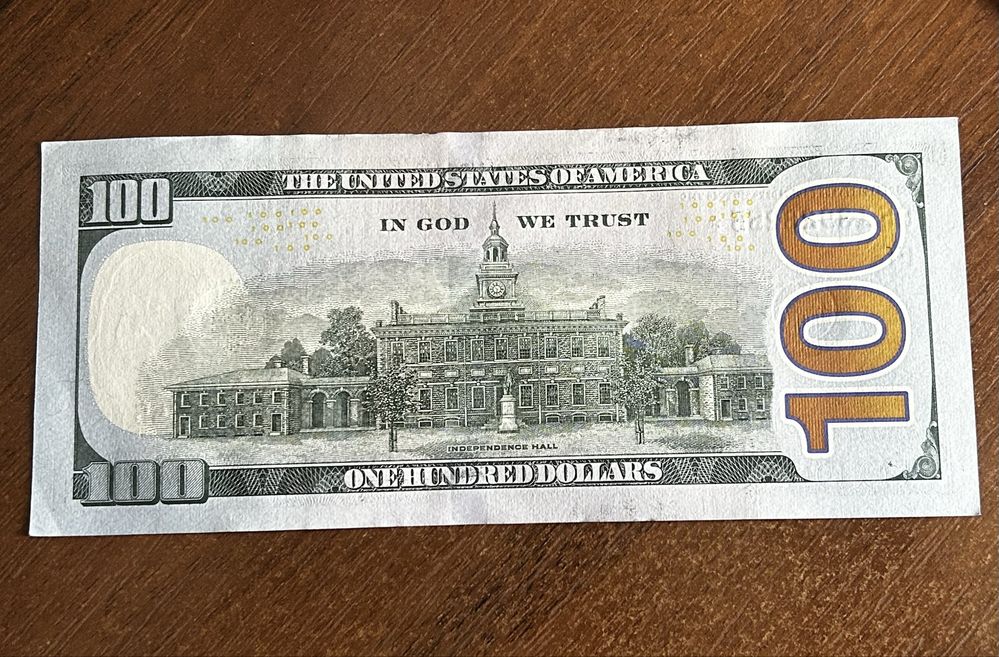 THE UNITED STATES OF AMERICA
100
IN GOD WE TRUST
100
INDEPENDENCE HALL
ONE HUNDRED DOLLARS
100